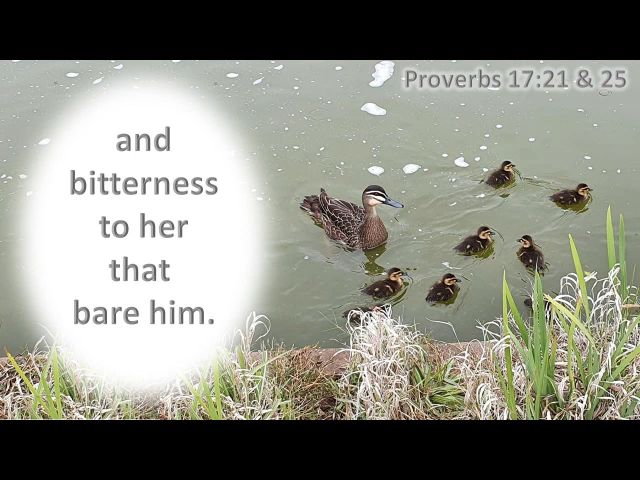 Proverbs 17:21 & 25
and
bitterness
to her
that
bare him.